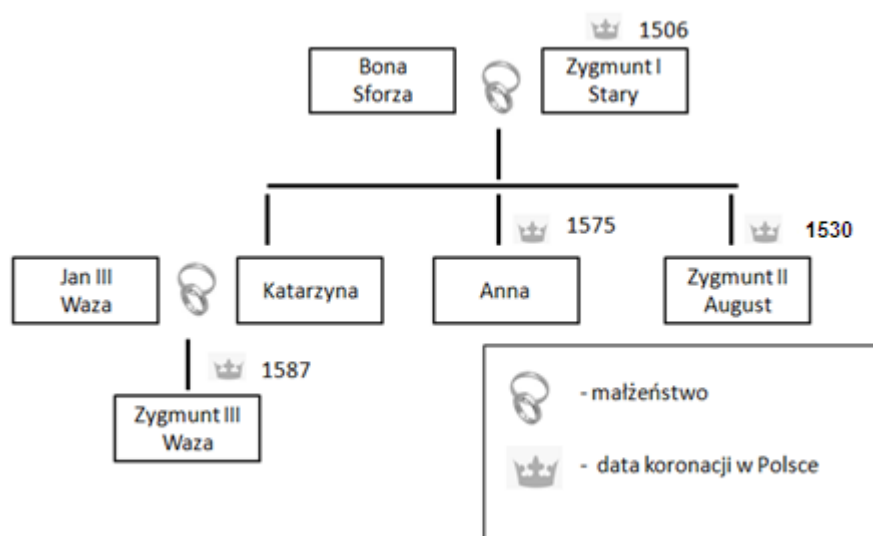 1506
Bona
Sforza
Zygmunt I
Stary
1575
1530
Jan III
Waza
Katarzyna
Anna
Zygmunt II
August
1587
Zygmunt III
Waza
- małżeństwo
- data koronacji w Polsce